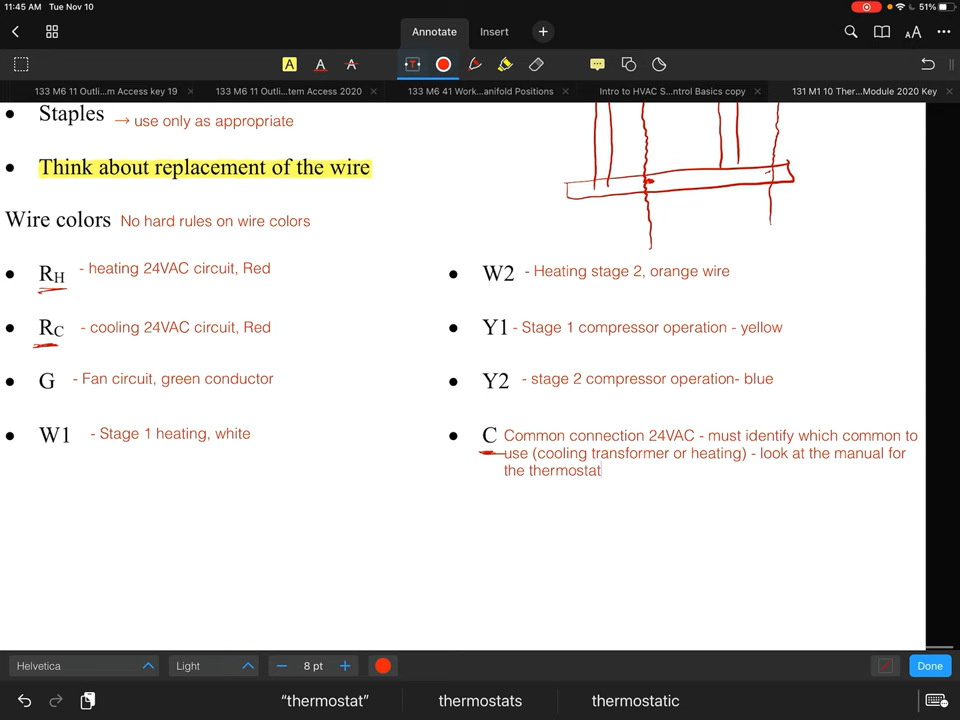 11:45 AM Tue Nov 10
51%
Annotate
Insert
AA
A
A
A
T
133 M6 11 Outli...m Access key 19
133 M6 11 Outli...tem Access 2020
133 M6 41 Work...anifold Positions
Intro to HVAC S...ntrol Basics copy
131 M1 10 Ther...Module 2020 Key
• Staples → use only as appropriate
• Think about replacement of the wire
Wire colors No hard rules on wire colors
• RH - heating 24VAC circuit, Red
• W2 - Heating stage 2, orange wire
• RC - cooling 24VAC circuit, Red
• Y1 - Stage 1 compressor operation - yellow
• G - Fan circuit, green conductor
• Y2 - stage 2 compressor operation- blue
• W1 - Stage 1 heating, white
• C Common connection 24VAC - must identify which common to
use (cooling transformer or heating) - look at the manual for
the thermostat
Helvetica
Light
8 pt
Done
"thermostat"
thermostats
thermostatic